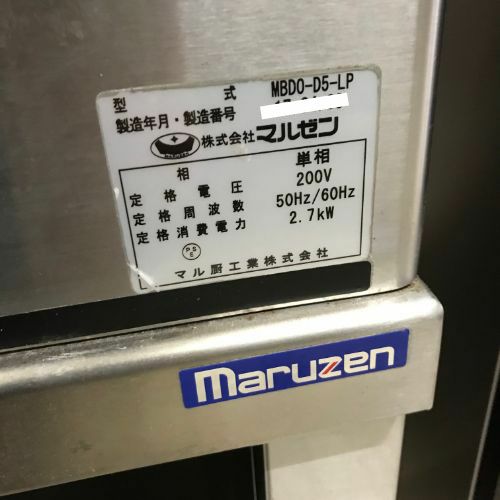 型 式 MBDO-D5-LP
製造年月・製造番号
株式会社マルゼン
相 単相
定格電圧 200V
定格周波数 50Hz/60Hz
定格消費電力 2.7kW
PSE
マル厨工業株式会社
maruzen